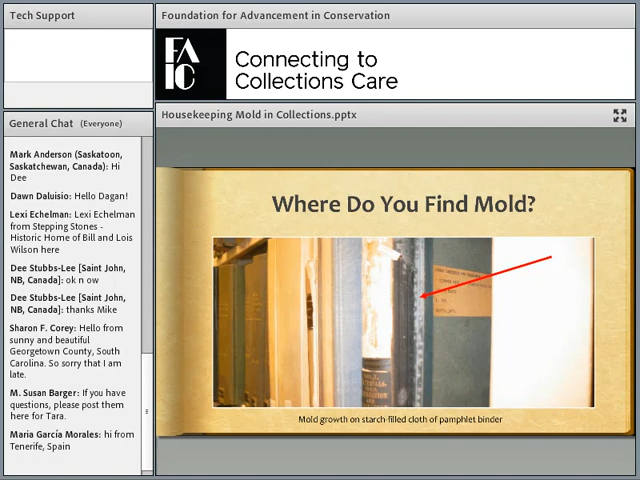 Tech Support
Foundation for Advancement in Conservation
FA
IC
Connecting to
Collections Care
General Chat (Everyone)
Mark Anderson (Saskatoon,
Saskatchewan, Canada): Hi
Dee
Dawn Daluisio: Hello Dagan!
Lexi Echelman: Lexi Echelman
from Stepping Stones -
Historic Home of Bill and Lois
Wilson here
Dee Stubbs-Lee [Saint John,
NB, Canada]: ok n ow
Dee Stubbs-Lee [Saint John,
NB, Canada]: thanks Mike
Sharon F. Corey: Hello from
sunny and beautiful
Georgetown County, South
Carolina. So sorry that I am
late.
M. Susan Barger: If you have
questions, please post them
here for Tara.
Maria García Morales: hi from
Tenerife, Spain
Housekeeping Mold in Collections.pptx
Where Do You Find Mold?
Mold growth on starch-filled cloth of pamphlet binder